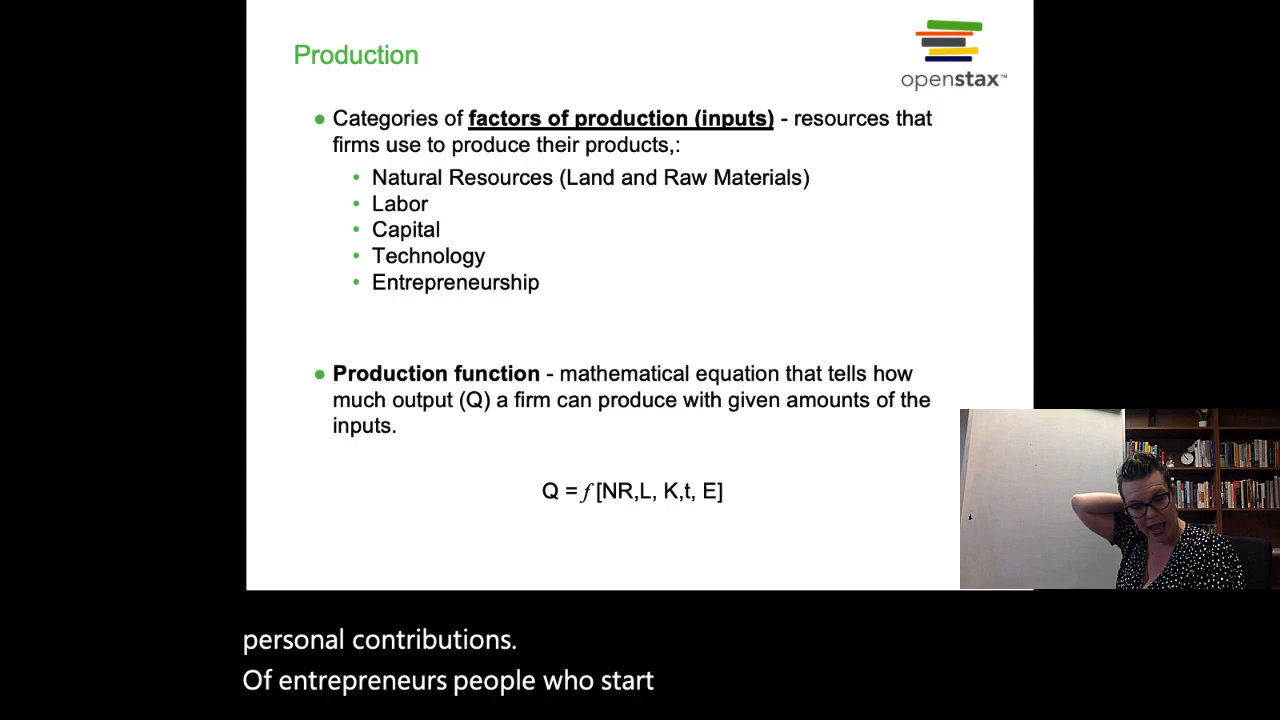 Production
openstax™
● Categories of factors of production (inputs) - resources that
firms use to produce their products,:
• Natural Resources (Land and Raw Materials)
• Labor
• Capital
• Technology
• Entrepreneurship
● Production function - mathematical equation that tells how
much output (Q) a firm can produce with given amounts of the
inputs.
Q = f [NR,L, K,t, E]
personal contributions.
Of entrepreneurs people who start